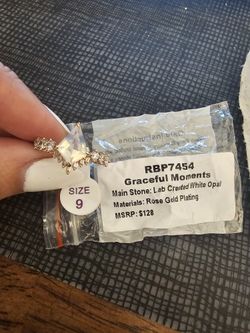 RBP7454
Graceful Moments
Main Stone: Lab Created White Opal
Materials: Rose Gold Plating
MSRP: $128
SIZE
9